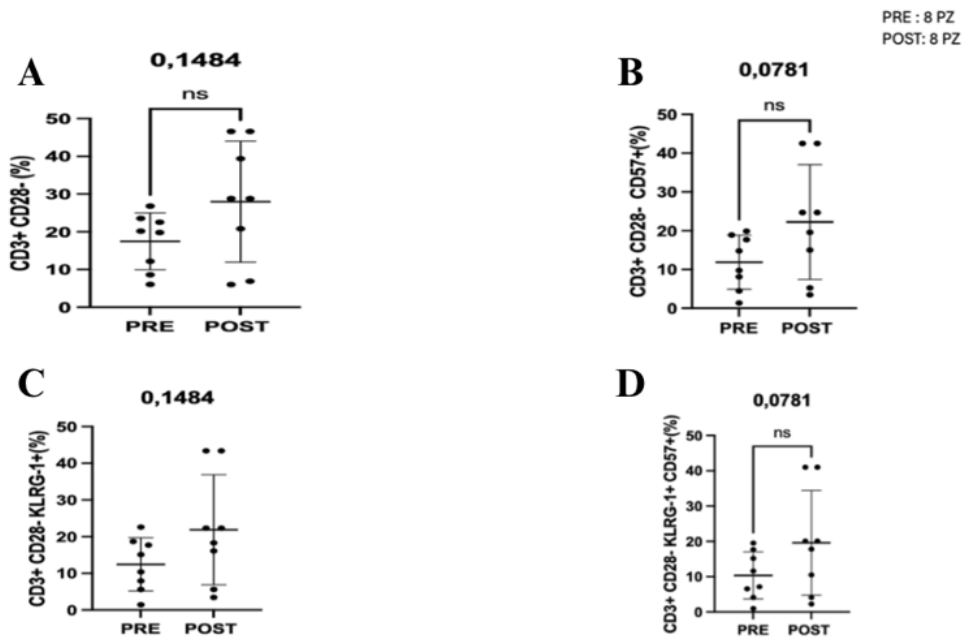 PRE : 8 PZ
POST: 8 PZ
A
0,1484
ns
CD3+ CD28- (%)
50
40
30
20
10
0
PRE POST
B
0,0781
ns
CD3+ CD28- CD57+(%)
50
40
30
20
10
0
PRE POST
C
0,1484
CD3+ CD28- KLRG-1+(%)
50
40
30
20
10
0
PRE POST
D
0,0781
ns
CD3+ CD28- KLRG-1+ CD57+(%)
50
40
30
20
10
0
PRE POST